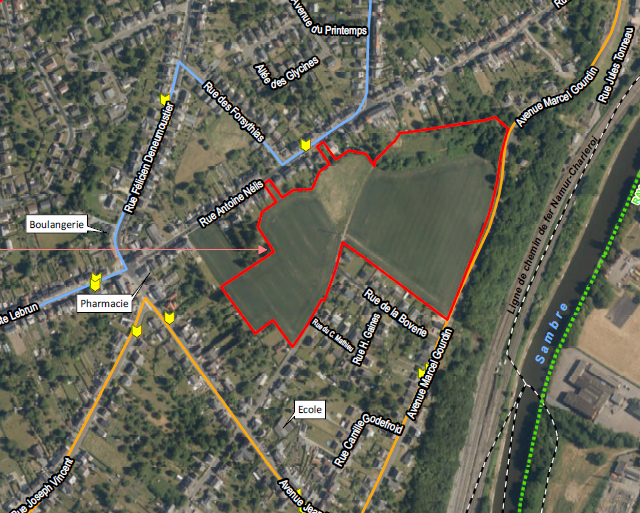 Avenue du Printemps
Allée des Glycines
Rue des Forsythias
Avenue Marcel Gourdin
Rue Jules Tonneau
Rue Félicien Deneumoustier
Rue Antoine Nélis
Ligne de chemin de fer Namur-Charleroi
Boulangerie
Sambre
Pharmacie
Lebrun
Rue de la Boverie
Rue du C. Mathieu
Rue H. Gaines
Avenue Marcel Gourdin
Ecole
Rue Camille Godefroid
Rue Joseph Vincent
Avenue Jean